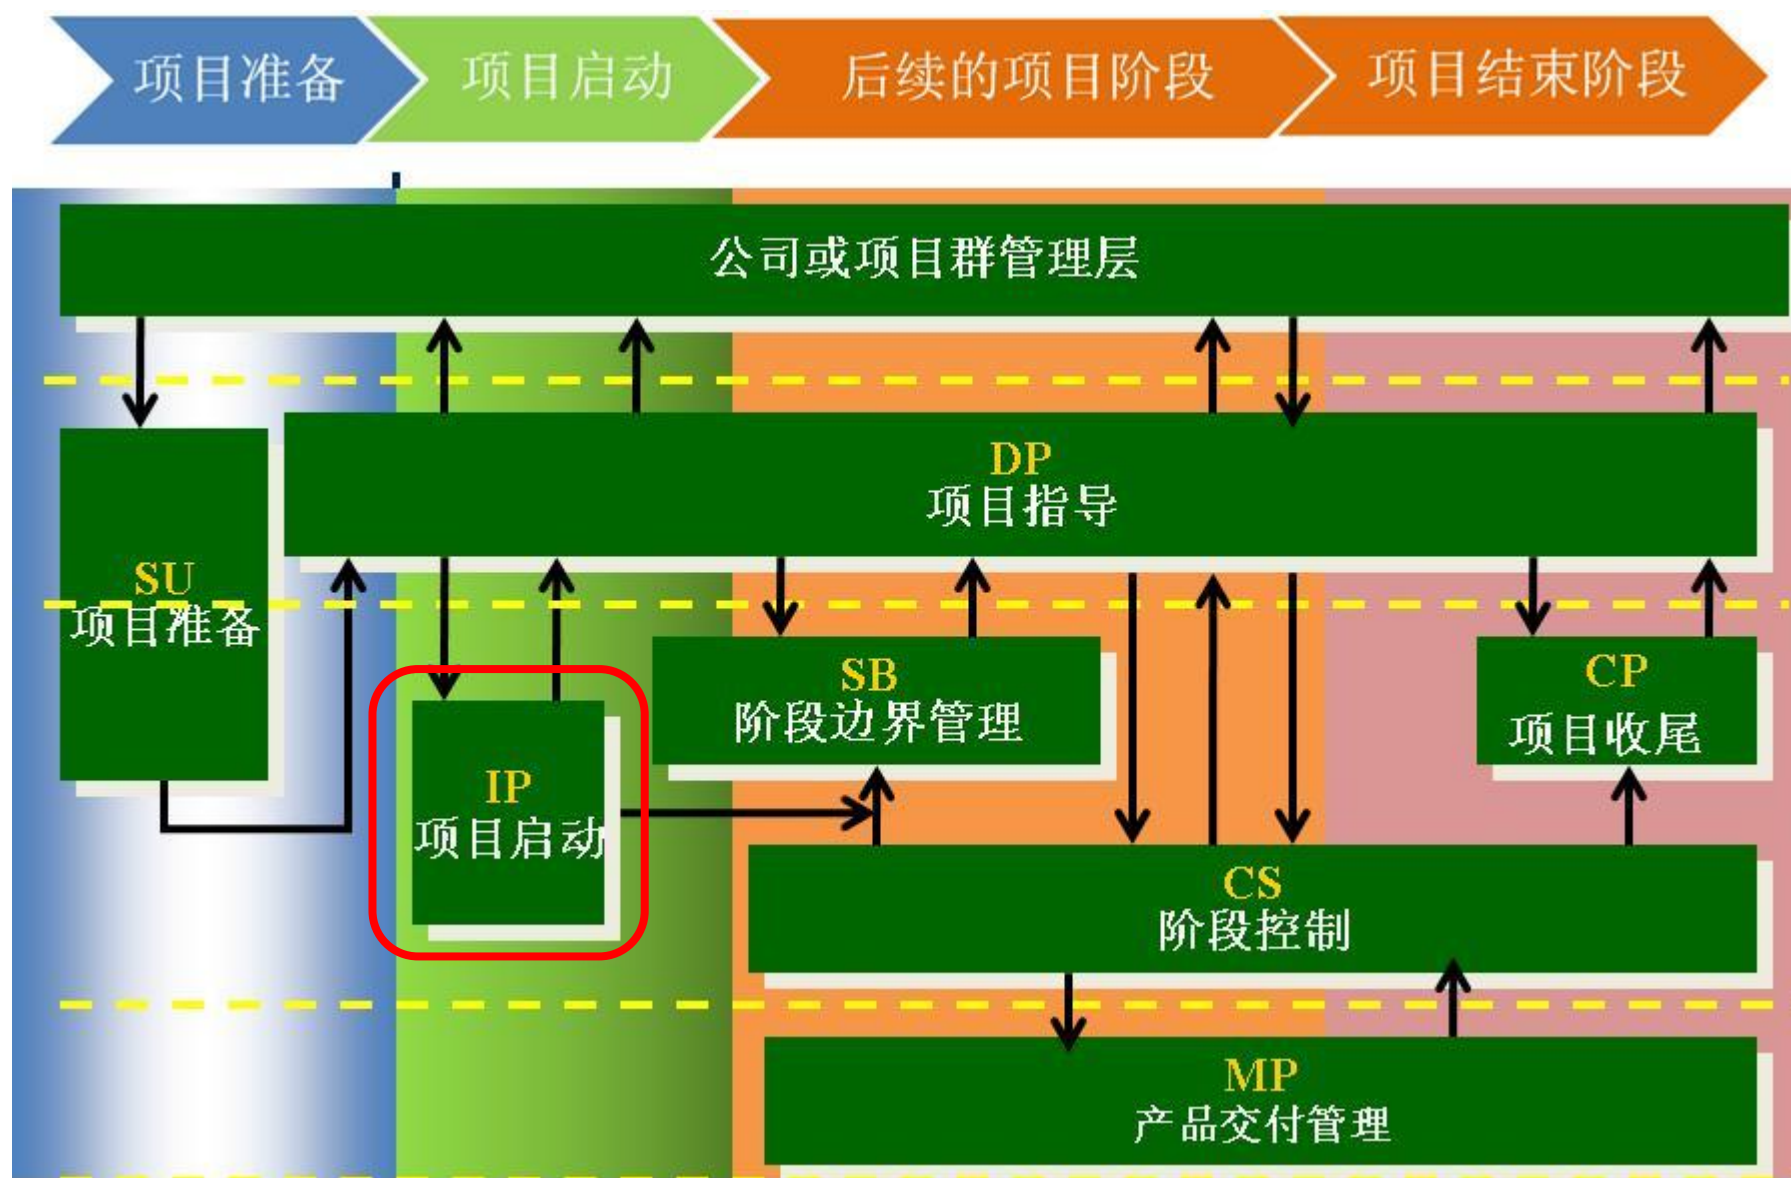 项目准备
项目启动
后续的项目阶段
项目结束阶段
公司或项目群管理层
DP
项目指导
SU
项目准备
SB
阶段边界管理
CP
项目收尾
IP
项目启动
CS
阶段控制
MP
产品交付管理